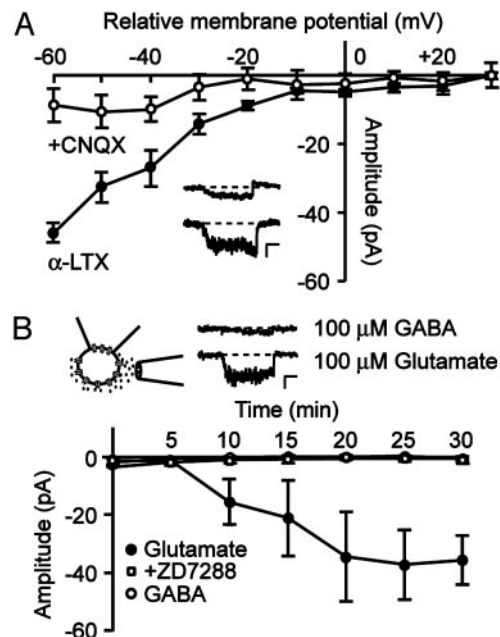 A
Relative membrane potential (mV)
-60 -40 -20 0 +20
+CNQX
α-LTX
-20
-40
-60
Amplitude (pA)
B
100 µM GABA
100 µM Glutamate
Time (min)
0 5 10 15 20 25 30
0
-20
-40
-60
Amplitude (pA)
Glutamate
+ZD7288
GABA